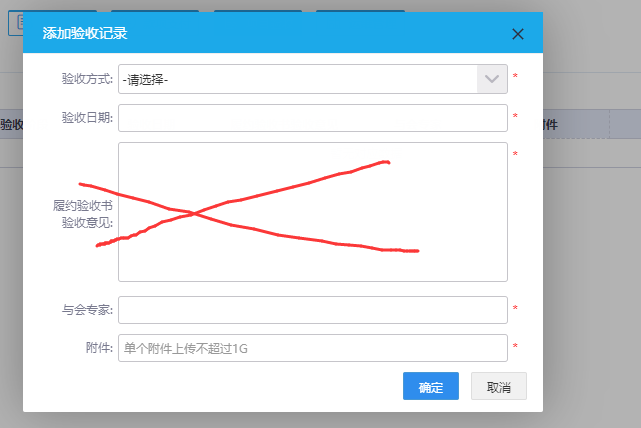 添加验收记录
验收方式:
-请选择-
*
验收日期:
*
验收
附件
履约验收书
验收意见:
*
与会专家:
*
附件:
单个附件上传不超过1G
*
确定
取消